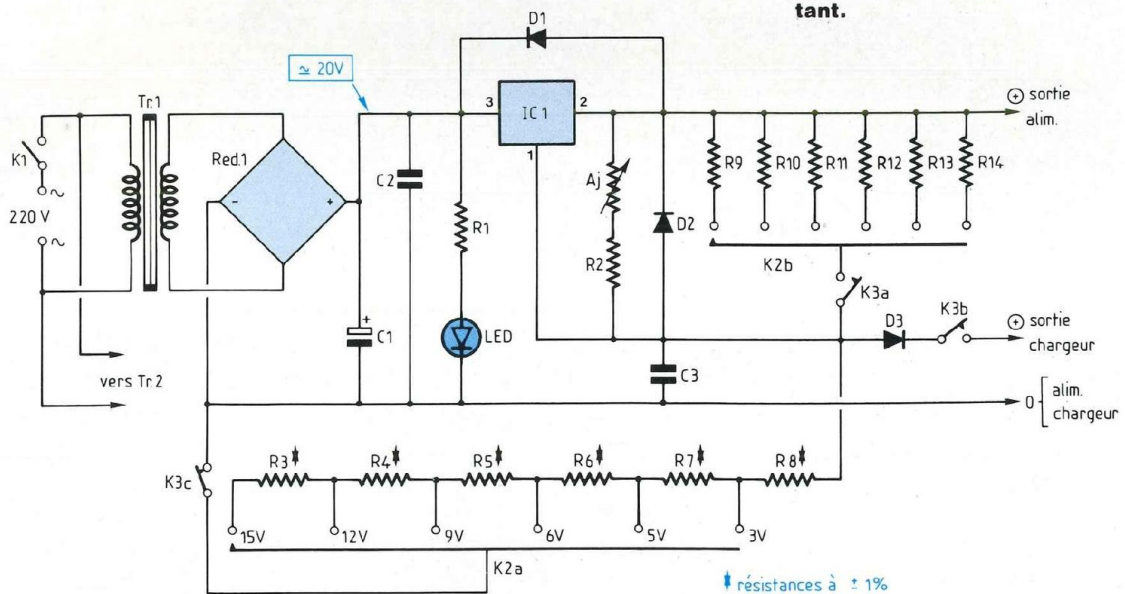 tant.
D1
≃ 20V
Tr.1
3
IC 1
2
⊕ sortie
alim.
K1
Red.1
1
C2
Aj
R9
R10
R11
R12
R13
R14
220 V
-
+
R1
D2
R2
K2b
K3a
+
C1
LED
D3
K3b
⊕ sortie
chargeur
vers Tr.2
C3
0
alim.
chargeur
R3
R4
R5
R6
R7
R8
K3c
15V
12V
9V
6V
5V
3V
K2a
résistances à ± 1%